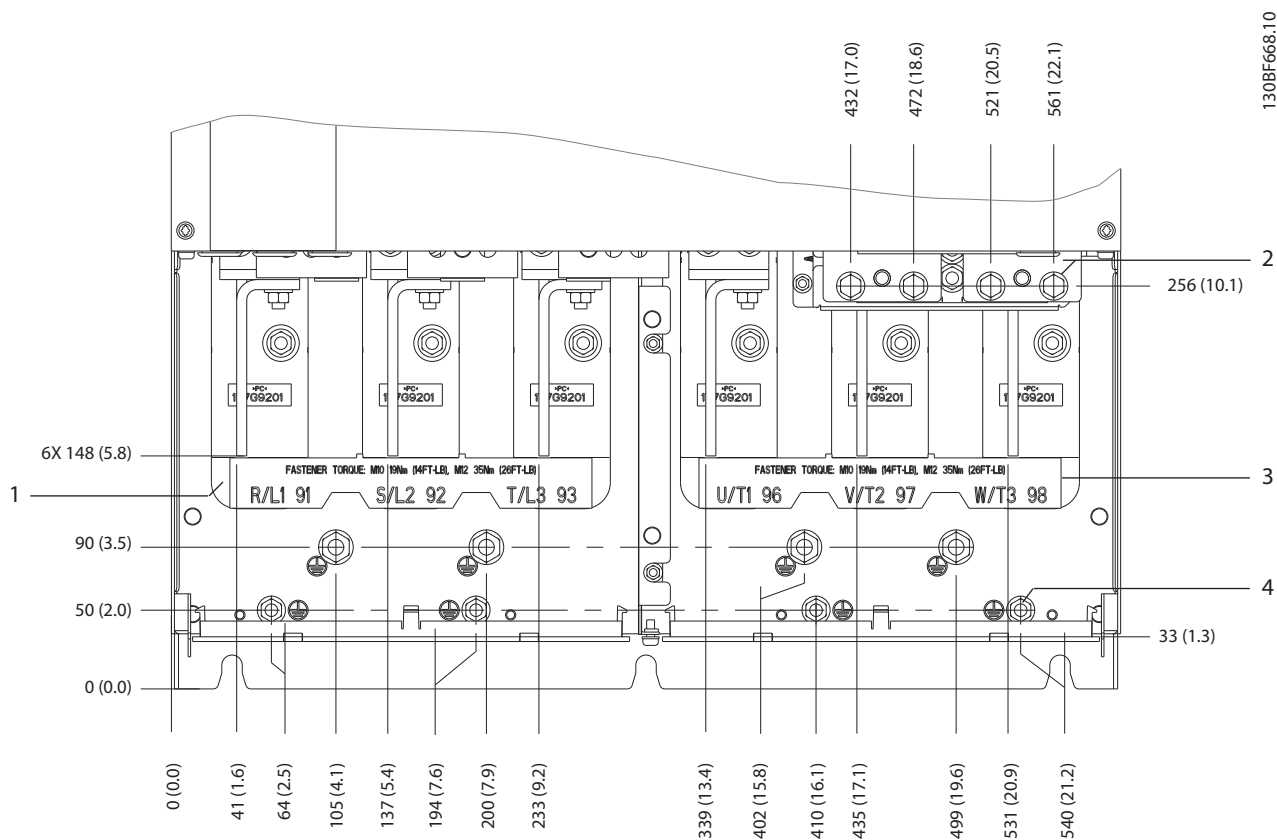 130BF668.10
432 (17.0)
472 (18.6)
521 (20.5)
561 (22.1)
2
256 (10.1)
»PC«
»PC«
»PC«
»PC«
»PC«
»PC«
6X 148 (5.8)
FASTENER TORQUE: M10 19Nm (14FT-LB), M12 35Nm (26FT-LB)
FASTENER TORQUE: M10 19Nm (14FT-LB), M12 35Nm (26FT-LB)
1
R/L1 91 S/L2 92 T/L3 93
U/T1 96 V/T2 97 W/T3 98
3
90 (3.5)
50 (2.0)
4
33 (1.3)
0 (0.0)
0 (0.0)
41 (1.6)
64 (2.5)
105 (4.1)
137 (5.4)
194 (7.6)
200 (7.9)
233 (9.2)
339 (13.4)
402 (15.8)
410 (16.1)
435 (17.1)
499 (19.6)
531 (20.9)
540 (21.2)